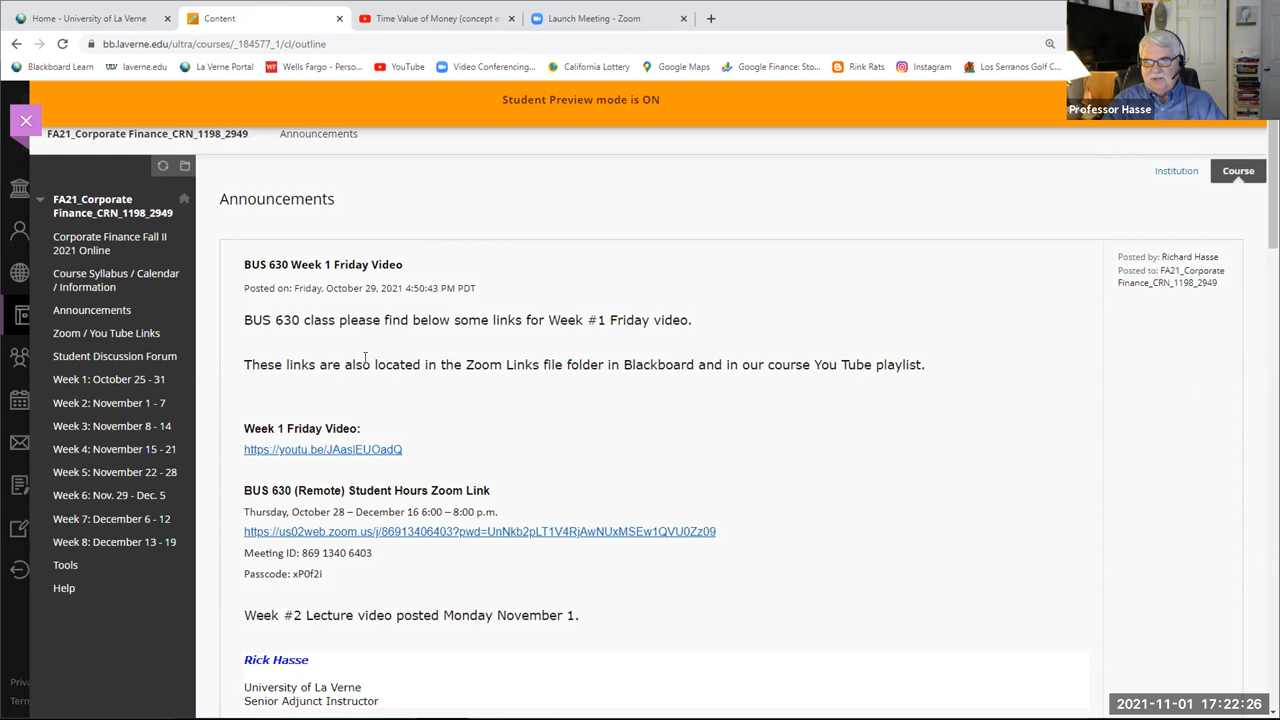 Home - University of La Verne
Content
Time Value of Money (concept e
Launch Meeting - Zoom
bb.laverne.edu/ultra/courses/_184577_1/cl/outline
Blackboard Learn
laverne.edu
La Verne Portal
Wells Fargo - Perso...
YouTube
Video Conferencing...
California Lottery
Google Maps
Google Finance: Sto...
Rink Rats
Instagram
Los Serranos Golf C...
Student Preview mode is ON
Professor Hasse
FA21_Corporate Finance_CRN_1198_2949
Announcements
Institution
Course
FA21_Corporate
Finance_CRN_1198_2949
Corporate Finance Fall II
2021 Online
Course Syllabus / Calendar
/ Information
Announcements
Zoom / You Tube Links
Student Discussion Forum
Week 1: October 25 - 31
Week 2: November 1 - 7
Week 3: November 8 - 14
Week 4: November 15 - 21
Week 5: November 22 - 28
Week 6: Nov. 29 - Dec. 5
Week 7: December 6 - 12
Week 8: December 13 - 19
Tools
Help
Priva
Term
Announcements
BUS 630 Week 1 Friday Video
Posted on: Friday, October 29, 2021 4:50:43 PM PDT
BUS 630 class please find below some links for Week #1 Friday video.
These links are also located in the Zoom Links file folder in Blackboard and in our course You Tube playlist.
Week 1 Friday Video:
https://youtu.be/JAaslEUOadQ
BUS 630 (Remote) Student Hours Zoom Link
Thursday, October 28 – December 16 6:00 – 8:00 p.m.
https://us02web.zoom.us/j/86913406403?pwd=UnNkb2pLT1V4RjAwNUxMSEw1QVU0Zz09
Meeting ID: 869 1340 6403
Passcode: xP0f2i
Week #2 Lecture video posted Monday November 1.
Rick Hasse
University of La Verne
Senior Adjunct Instructor
Posted by: Richard Hasse
Posted to: FA21_Corporate
Finance_CRN_1198_2949
2021-11-01 17:22:26